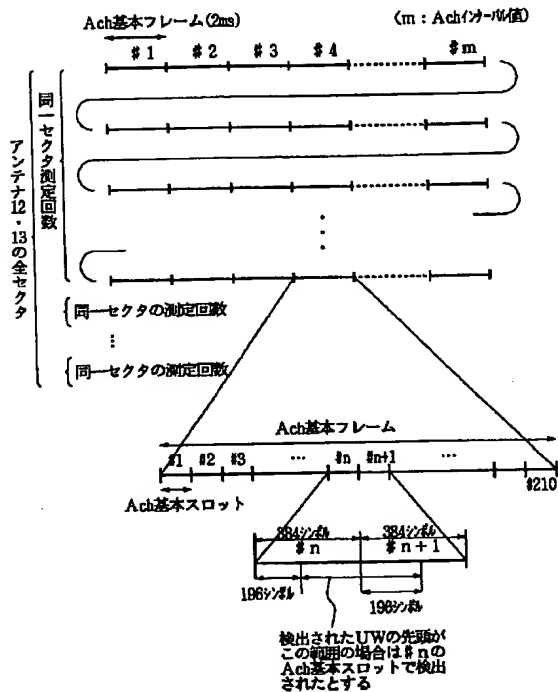 Ach基本フレーム(2ms)
(m：Achインターバル値)
#1 #2 #3 #4 #m
同一セクタ測定回数
アンテナ12・13の全セクタ
同一セクタの測定回数
⋮
同一セクタの測定回数
Ach基本フレーム
#1 #2 #3 … #n #n+1 …
#210
Ach基本スロット
384シンボル 384シンボル
#n #n+1
196シンボル
196シンボル
検出されたUWの先頭が
この範囲の場合は#nの
Ach基本スロットで検出
されたとする